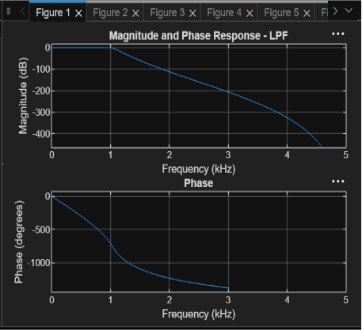 Figure 1 × Figure 2 × Figure 3 × Figure 4 × Figure 5 × F
Magnitude and Phase Response - LPF
Magnitude (dB)
0
-100
-200
-300
-400
0 1 2 3 4 5
Frequency (kHz)
Phase
Phase (degrees)
0
-500
-1000
0 1 2 3 4 5
Frequency (kHz)